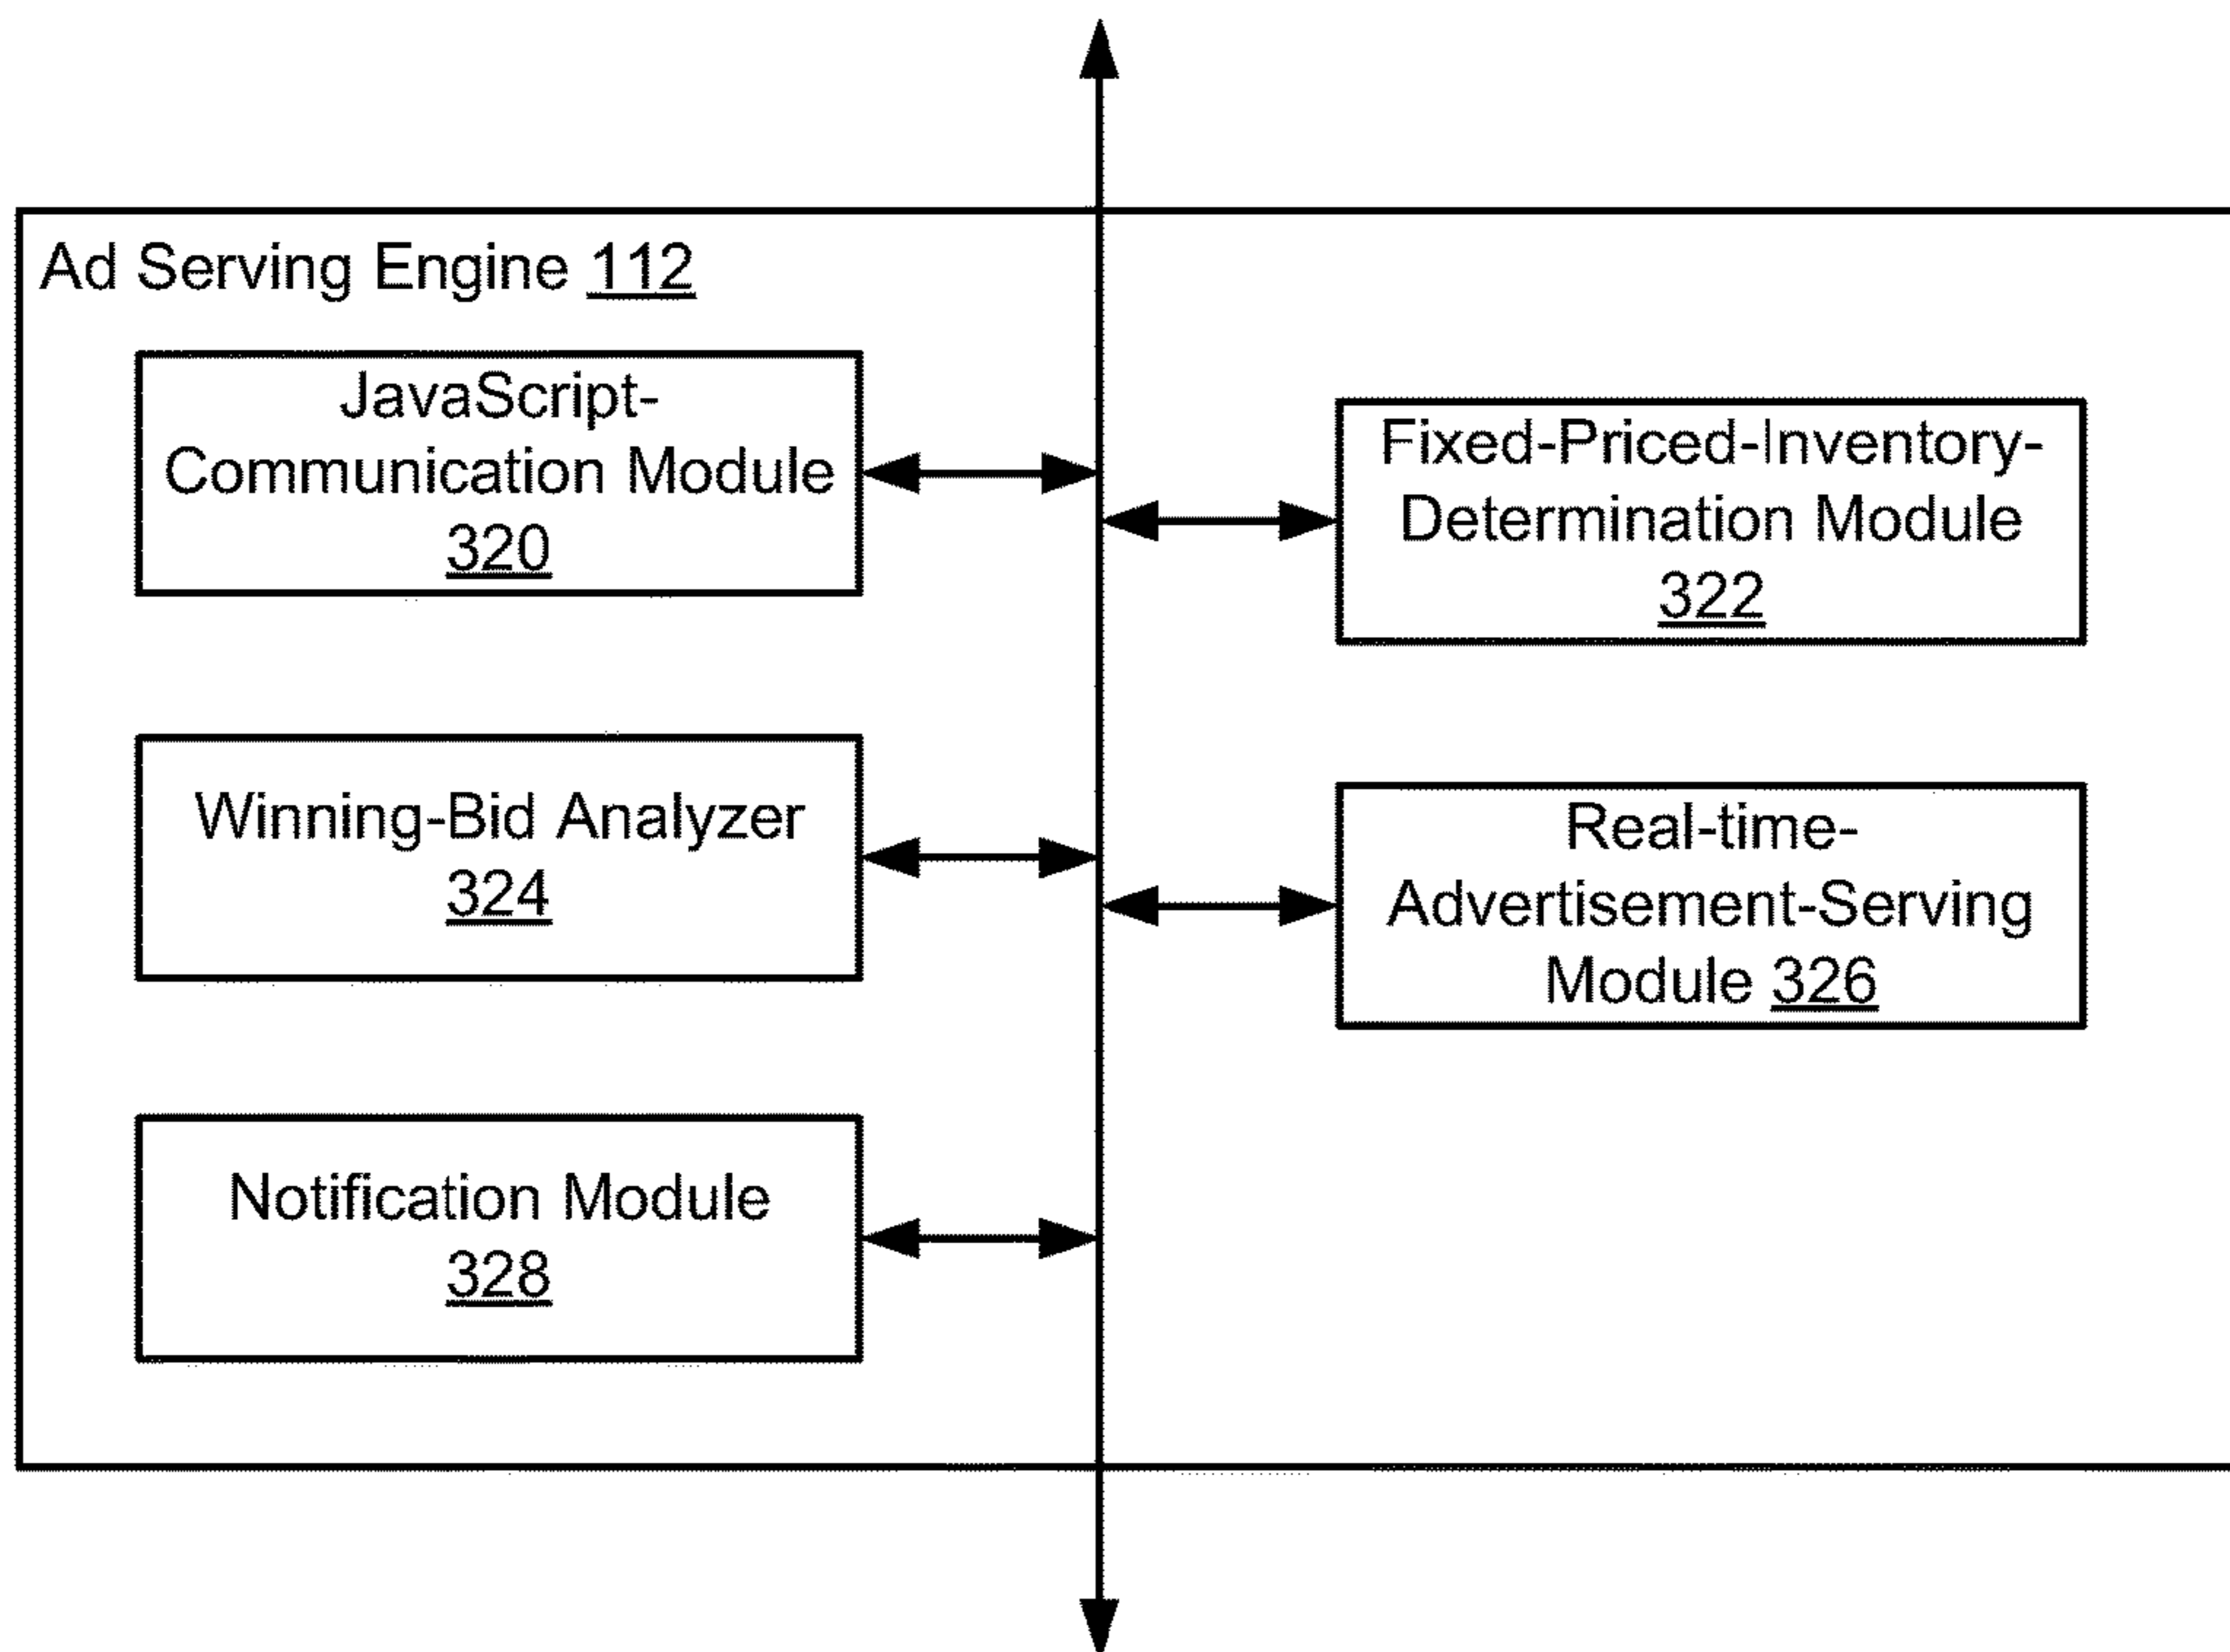 Ad Serving Engine 112
JavaScript-
Communication Module
320
Fixed-Priced-Inventory-
Determination Module
322
Winning-Bid Analyzer
324
Real-time-
Advertisement-Serving
Module 326
Notification Module
328